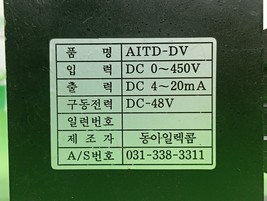 품 명 AITD-DV
입 력 DC 0~450V
출 력 DC 4~20mA
구동전력 DC-48V
일련번호
제 조 자 동아일렉콤
A/S번호 031-338-3311